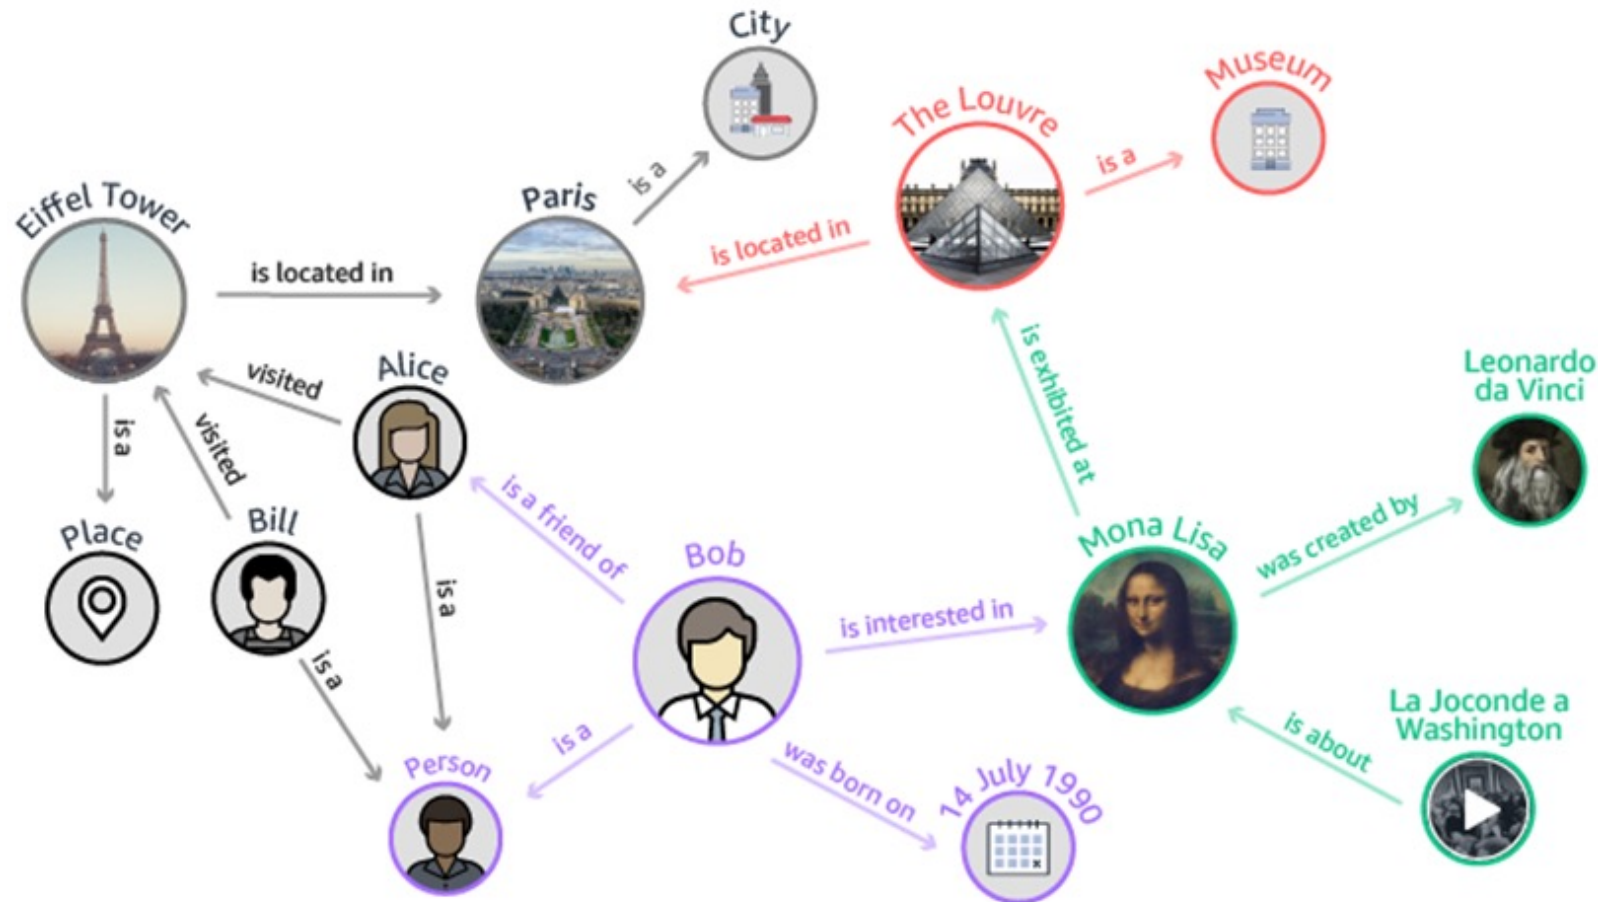 City
Museum
The Louvre
is a
is a
Eiffel Tower
Paris
is located in
is located in
Alice
visited
is exhibited at
Leonardo
da Vinci
is a
visited
is a friend of
Place
Bill
Bob
Mona Lisa
was created by
is a
is interested in
is a
La Joconde a
Washington
is about
is a
was born on
Person
14 July 1990